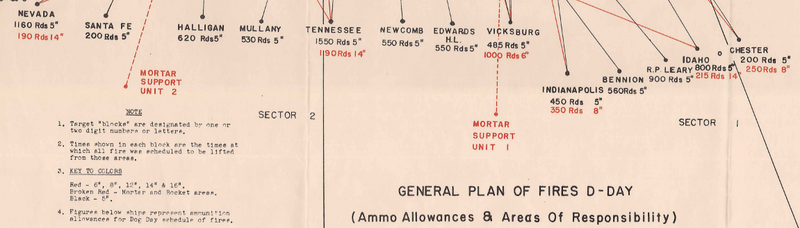 NEVADA
1160 Rds 5"
190 RDS 14"
SANTA FE
200 Rds 5"
HALLIGAN
620 Rds 5"
MULLANY
530 Rds 5"
TENNESSEE
1550 Rds 5"
190 Rds 14"
NEWCOMB
550 Rds 5"
EDWARDS
H.L.
550 Rds 5"
VICKSBURG
485 Rds 5"
1000 Rds 6"
INDIANAPOLIS
450 Rds 5"
350 Rds 8"
BENNION
560 Rds 5"
R.P. LEARY
900 Rds 5"
IDAHO
800 Rds 5"
215 Rds 14"
CHESTER
200 Rds 5"
250 Rds 8"
MORTAR
SUPPORT
UNIT 2
MORTAR
SUPPORT
UNIT 1
SECTOR 2
SECTOR 1
NOTE
1. Target "blocks" are designated by one or
two digit numbers or letters.
2. Times shown in each block are the times at
which all fire was scheduled to be lifted
from those areas.
3. KEY TO COLORS
Red - 6", 8", 12", 14" & 16".
Broken Red - Mortar and Rocket areas.
Black - 5".
4. Figures below ships represent ammunition
allowances for Dog Day schedule of fires.
GENERAL PLAN OF FIRES D-DAY
(Ammo Allowances & Areas Of Responsibility)